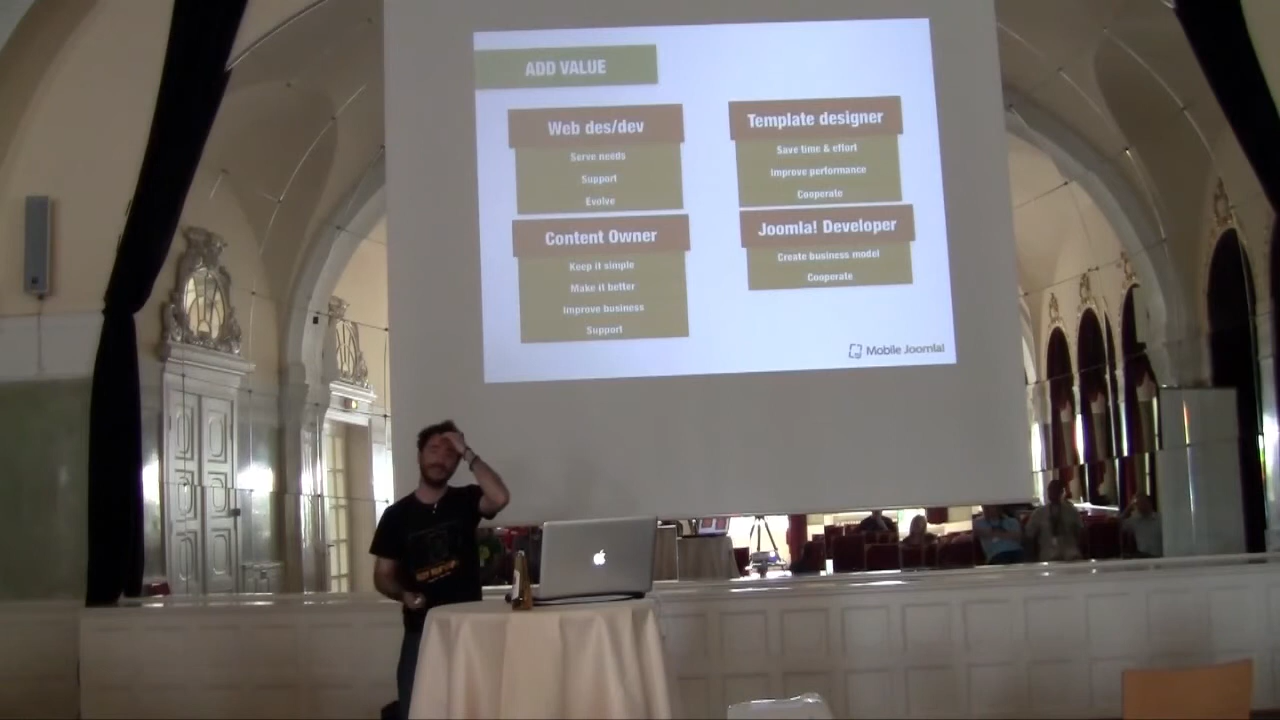 ADD VALUE
Web des/dev
Serve needs
Support
Evolve
Content Owner
Keep it simple
Make it better
Improve business
Support
Template designer
Save time & effort
Improve performance
Cooperate
Joomla! Developer
Create business model
Cooperate
Mobile Joomla!